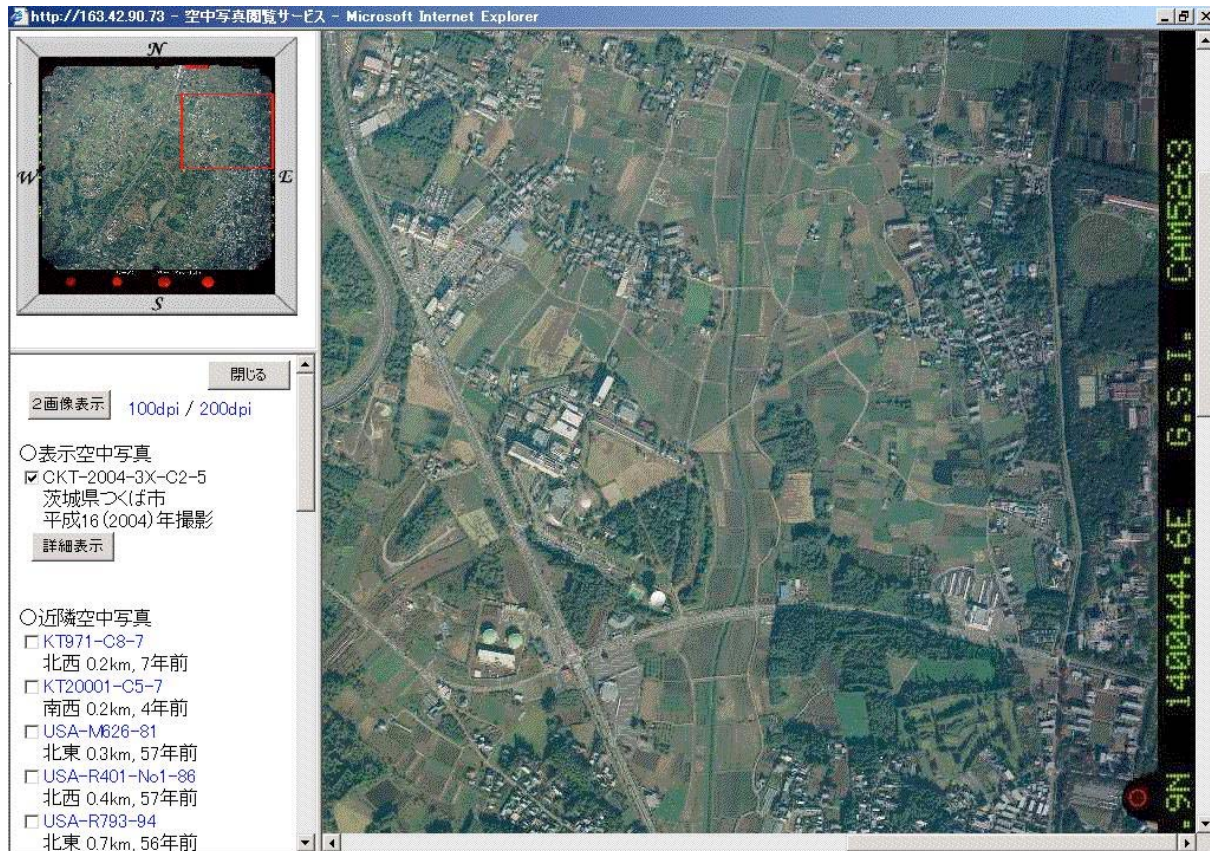 http://163.42.90.73 - 空中写真閲覧サービス - Microsoft Internet Explorer
N
W
E
S
閉じる
2画像表示 100dpi / 200dpi
○表示空中写真
CKT-2004-3X-C2-5
茨城県つくば市
平成16(2004)年撮影
詳細表示
○近隣空中写真
KT971-C8-7
北西 0.2km, 7年前
KT20001-C5-7
南西 0.2km, 4年前
USA-M626-81
北東 0.3km, 57年前
USA-R401-No1-86
北西 0.4km, 57年前
USA-R793-94
北東 0.7km, 56年前
.9N 1400444.6E G.S.I. CAM5263